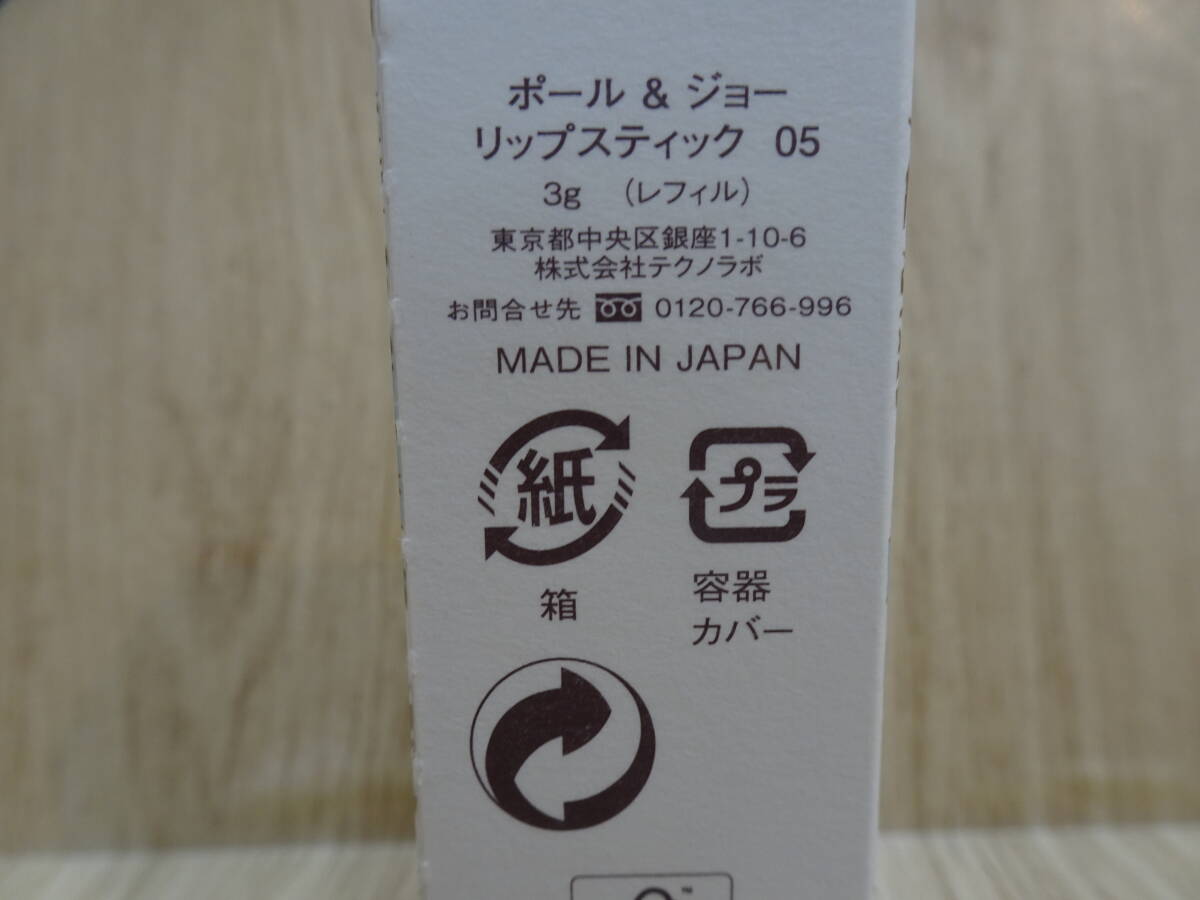 ポール & ジョー
リップスティック 05
3g （レフィル）
東京都中央区銀座1-10-6
株式会社テクノラボ
お問合せ先 0120-766-996
MADE IN JAPAN
紙
プラ
箱
容器
カバー